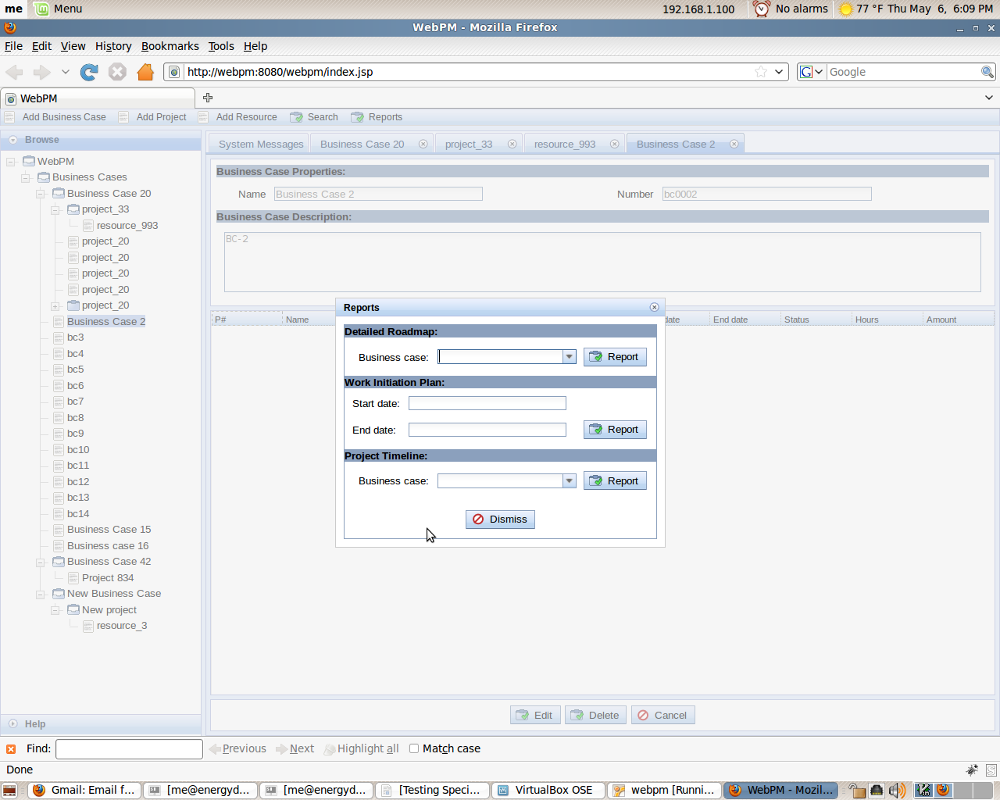 me Menu 192.168.1.100 No alarms 77 °F Thu May 6, 6:09 PM
WebPM - Mozilla Firefox
File Edit View History Bookmarks Tools Help
http://webpm:8080/webpm/index.jsp Google
WebPM
Add Business Case Add Project Add Resource Search Reports
Browse
WebPM
Business Cases
Business Case 20
project_33
resource_993
project_20
project_20
project_20
project_20
project_20
Business Case 2
bc3
bc4
bc5
bc6
bc7
bc8
bc9
bc10
bc11
bc12
bc13
bc14
Business Case 15
Business case 16
Business Case 42
Project 834
New Business Case
New project
resource_3
Help
System Messages Business Case 20 project_33 resource_993 Business Case 2
Business Case Properties:
Name Business Case 2 Number bc0002
Business Case Description:
BC-2
P# Name date End date Status Hours Amount
Reports
Detailed Roadmap:
Business case: Report
Work Initiation Plan:
Start date:
End date: Report
Project Timeline:
Business case: Report
Dismiss
Edit Delete Cancel
Find: Previous Next Highlight all Match case
Done
Gmail: Email f... [me@energyd... [me@energyd... [Testing Speci... VirtualBox OSE webpm [Runni... WebPM - Mozil...